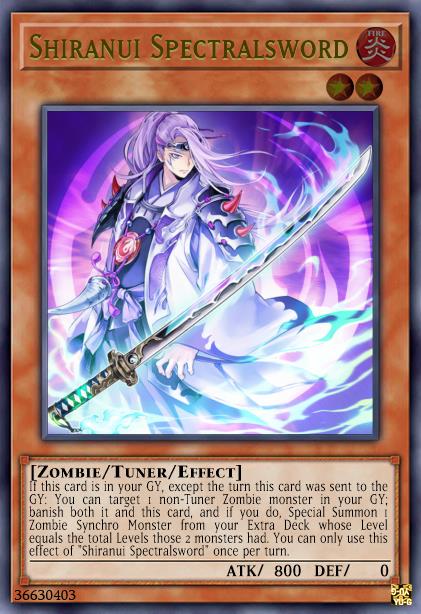 Shiranui Spectralsword
FIRE
炎
[Zombie/Tuner/Effect]
If this card is in your GY, except the turn this card was sent to the
GY: You can target 1 non-Tuner Zombie monster in your GY;
banish both it and this card, and if you do, Special Summon 1
Zombie Synchro Monster from your Extra Deck whose Level
equals the total Levels those 2 monsters had. You can only use this
effect of "Shiranui Spectralsword" once per turn.
ATK/ 800 DEF/ 0
36630403